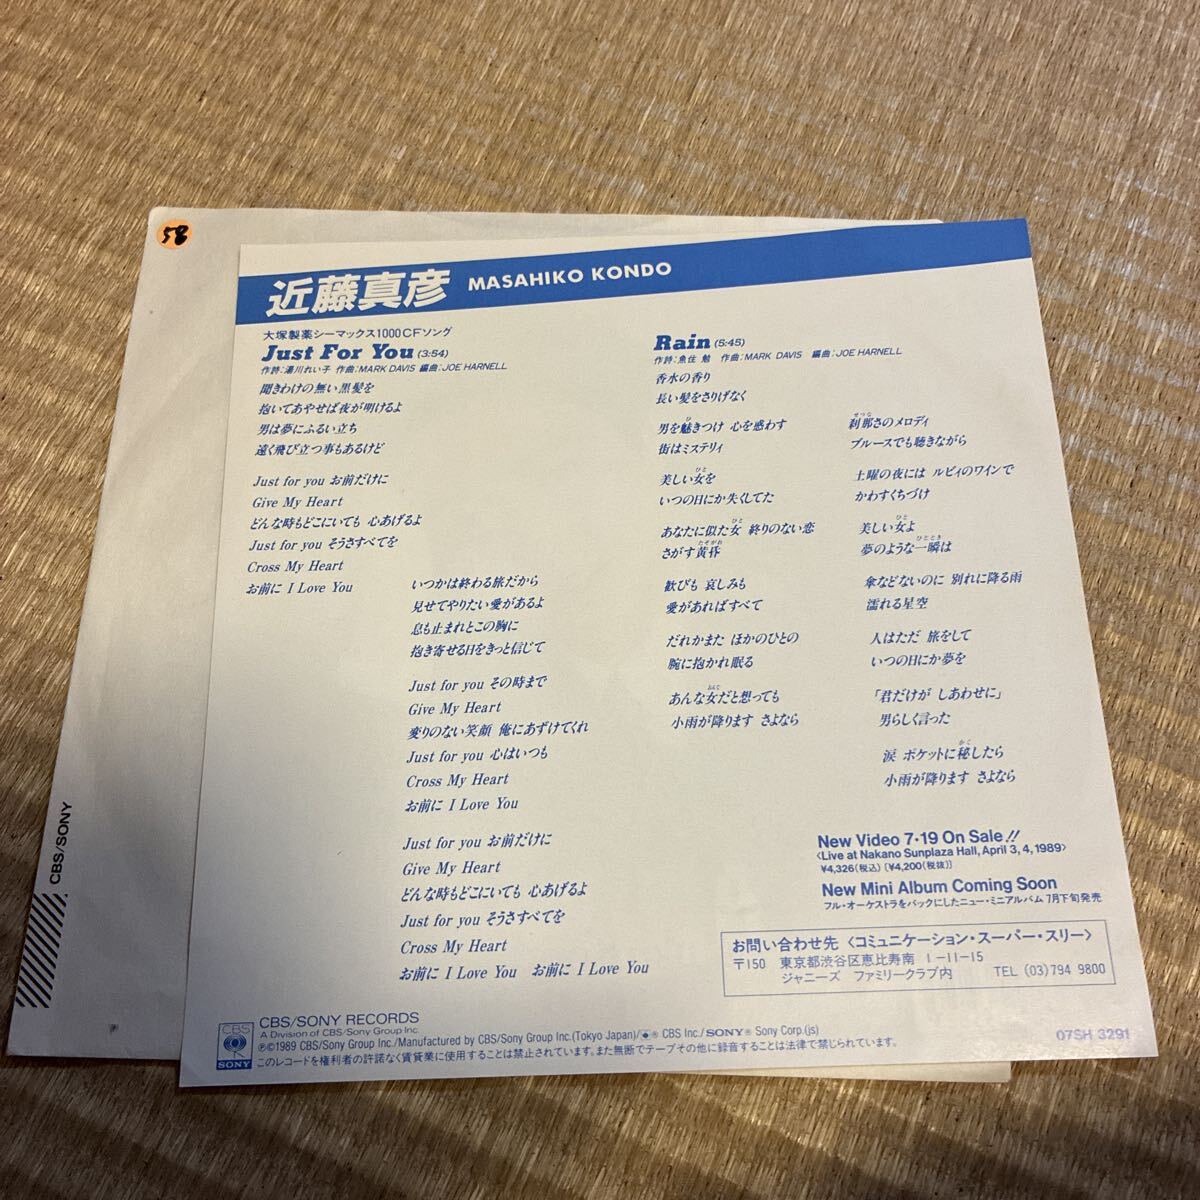 58
近藤真彦 MASAHIKO KONDO
大塚製薬シーマックス1000CFソング
Just For You (3:54)
作詩:湯川れい子 作曲:MARK DAVIS 編曲:JOE HARNELL
聞きわけの無い黒髪を
抱いてあやせば夜が明けるよ
男は夢にふるい立ち
遠く飛び立つ事もあるけど
Just for you お前だけに
Give My Heart
どんな時もどこにいても 心あげるよ
Just for you そうさすべてを
Cross My Heart
お前に I Love You
いつかは終わる旅だから
見せてやりたい愛があるよ
息も止まれとこの胸に
抱き寄せる日をきっと信じて
Just for you その時まで
Give My Heart
変りのない笑顔 俺にあずけてくれ
Just for you 心はいつも
Cross My Heart
お前に I Love You
Just for you お前だけに
Give My Heart
どんな時もどこにいても 心あげるよ
Just for you そうさすべてを
Cross My Heart
お前に I Love You お前に I Love You
Rain (5:45)
作詩:魚住 勉 作曲:MARK DAVIS 編曲:JOE HARNELL
香水の香り
長い髪をさりげなく
男を魅きつけ 心を惑わす
街はミステリィ
美しい女を
いつの日にか失くしてた
あなたに似た女 終りのない恋
さがす黄昏
歓びも 哀しみも
愛があればすべて
だれかまた ほかのひとの
腕に抱かれ眠る
あんな女だと想っても
小雨が降ります さよなら
刹那さのメロディ
ブルースでも聴きながら
土曜の夜には ルビィのワインで
かわすくちづけ
美しい女よ
夢のような一瞬は
傘などないのに 別れに降る雨
濡れる星空
人はただ 旅をして
いつの日にか夢を
「君だけが しあわせに」
男らしく言った
涙 ポケットに秘したら
小雨が降ります さよなら
New Video 7・19 On Sale!!
〈Live at Nakano Sunplaza Hall, April 3, 4, 1989〉
¥4,326(税込) [¥4,200(税抜)]
New Mini Album Coming Soon
フル・オーケストラをバックにしたニュー・ミニアルバム 7月下旬発売
お問い合わせ先 〈コミュニケーション・スーパー・スリー〉
〒150 東京都渋谷区恵比寿南 1-11-15
ジャニーズ ファミリークラブ内 TEL (03)794 9800
CBS/SONY
CBS
SONY
CBS/SONY RECORDS
A Division of CBS/Sony Group Inc.
℗©1989 CBS/Sony Group Inc./Manufactured by CBS/Sony Group Inc.(Tokyo Japan)/® CBS Inc./SONY® Sony Corp.(js)
このレコードを権利者の許諾なく賃貸業に使用することは禁止されています。また無断でテープその他に録音することは法律で禁じられています。
07SH 3291